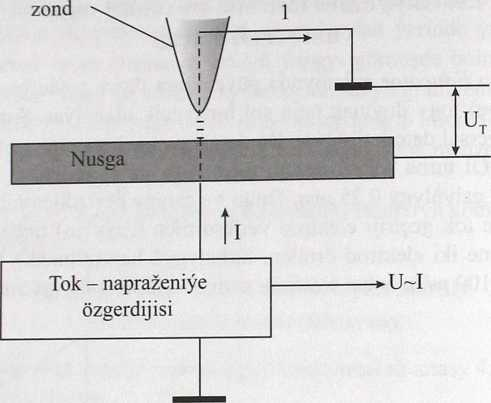 zond
1
U_T
Nusga
I
Tok - napraženiýe
özgerdijisi
U~I